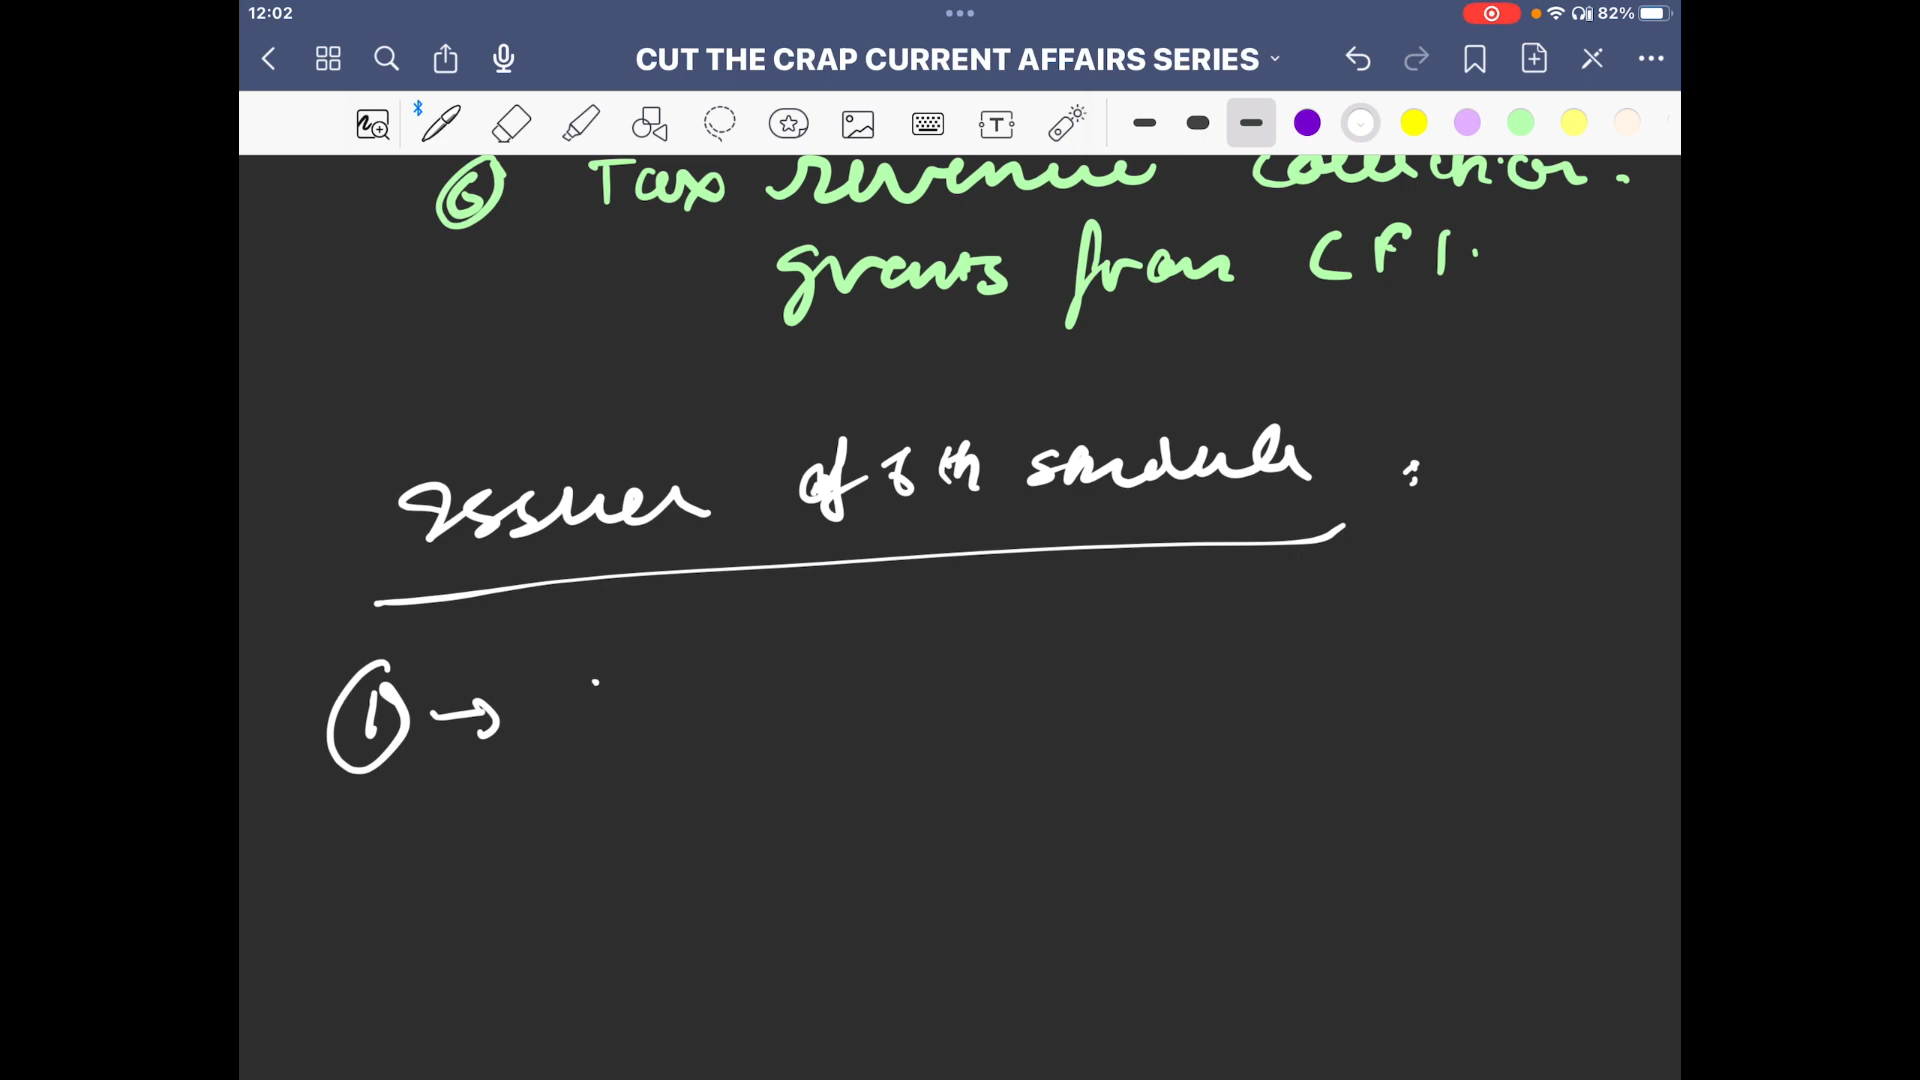 12:02
82%
CUT THE CRAP CURRENT AFFAIRS SERIES
⑥ Tax revenue collection.
grants from CFI.
Issues of 6th schedule :
① →